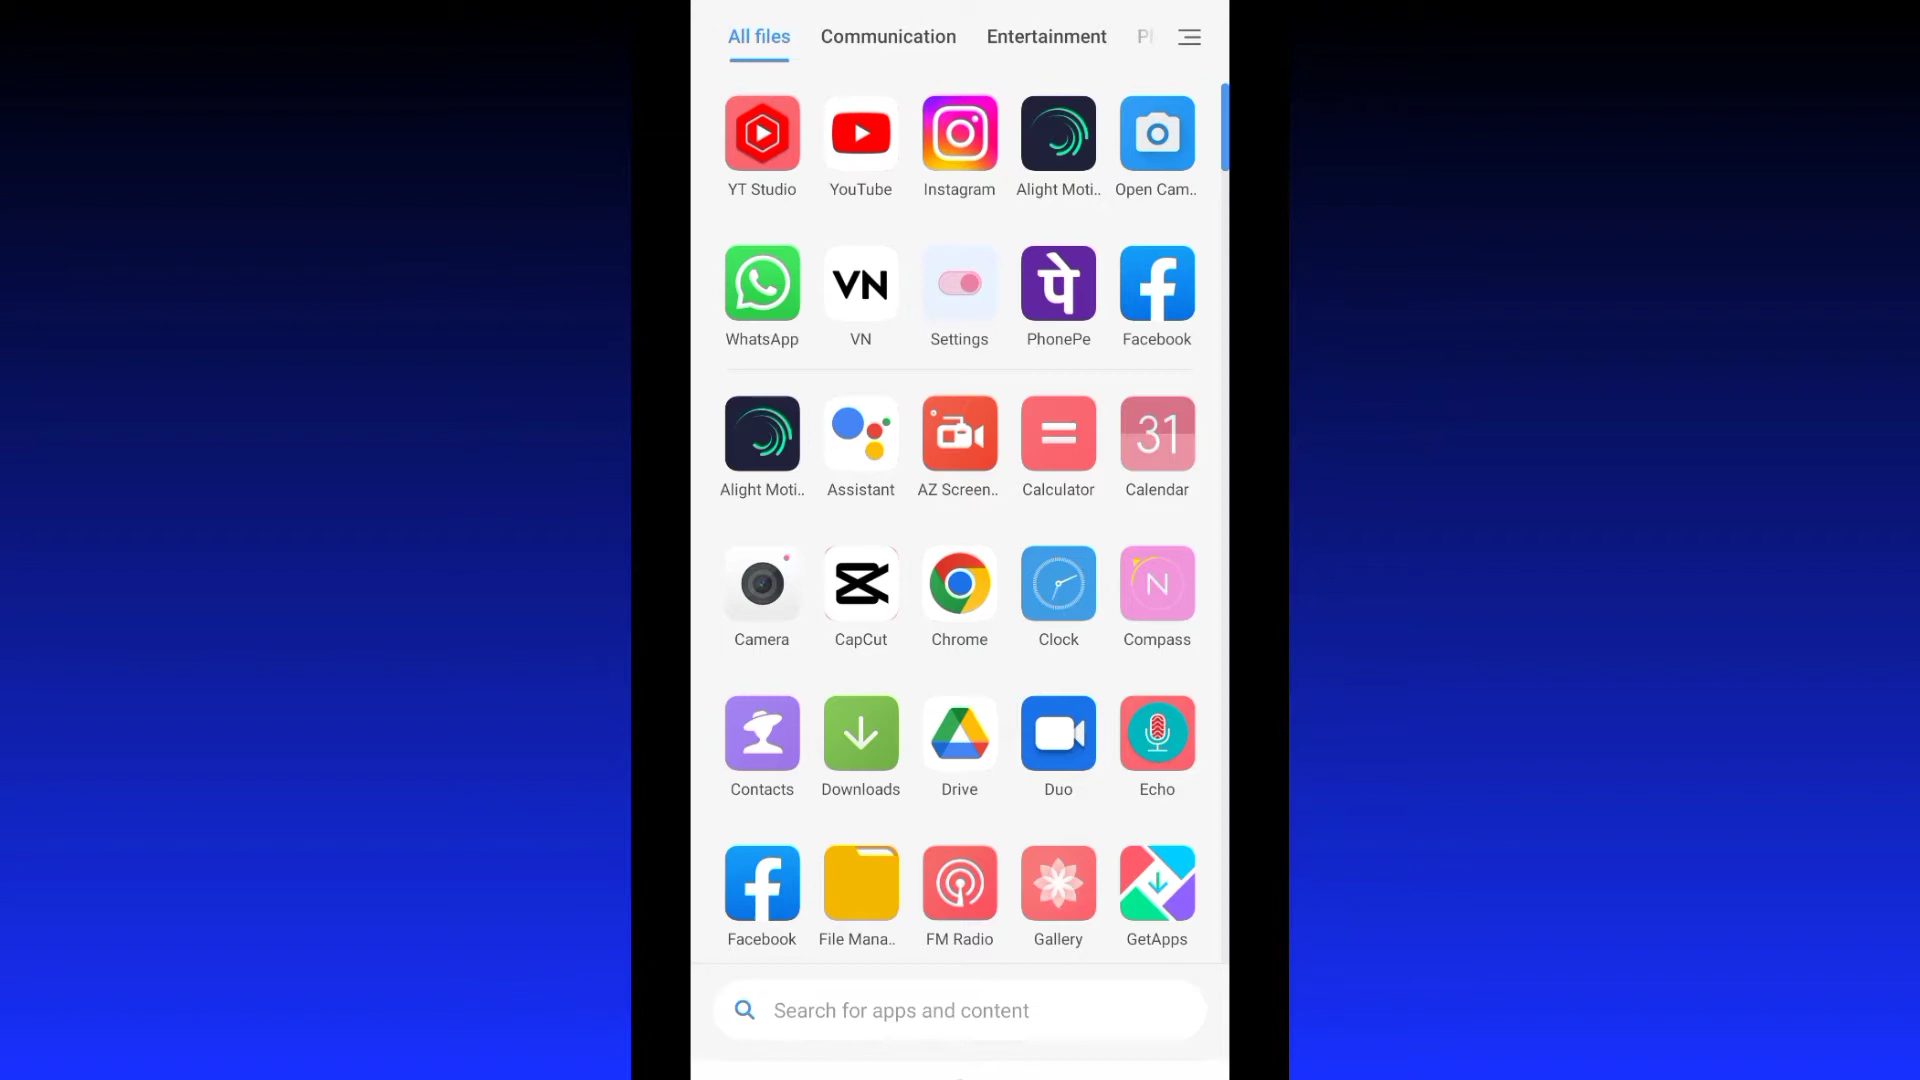 All files Communication Entertainment
YT Studio YouTube Instagram Alight Moti.. Open Cam..
VN पे
WhatsApp VN Settings PhonePe Facebook
31
Alight Moti.. Assistant AZ Screen.. Calculator Calendar
N
Camera CapCut Chrome Clock Compass
Contacts Downloads Drive Duo Echo
Facebook File Mana.. FM Radio Gallery GetApps
Search for apps and content